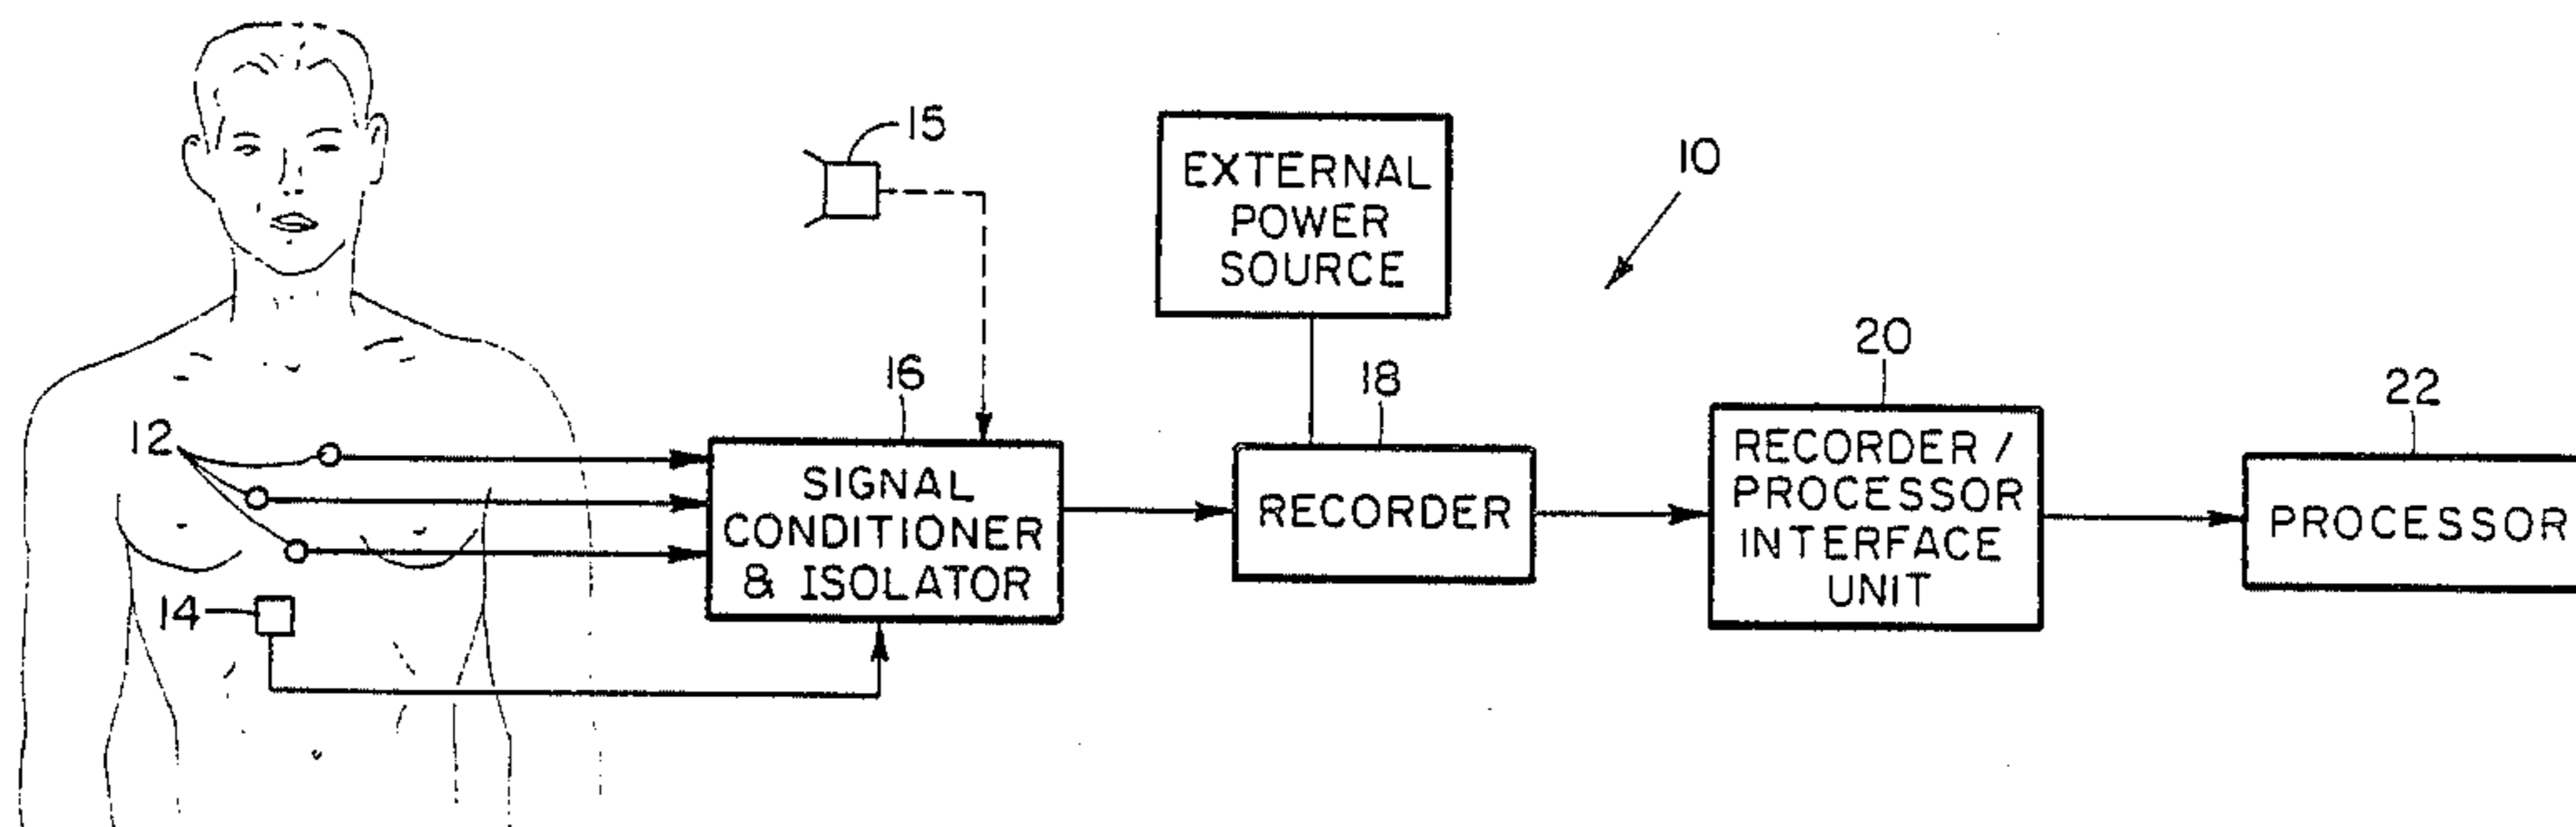 15
EXTERNAL
POWER
SOURCE
10
16
18
20
22
12
SIGNAL
CONDITIONER
& ISOLATOR
RECORDER
RECORDER /
PROCESSOR
INTERFACE
UNIT
PROCESSOR
14